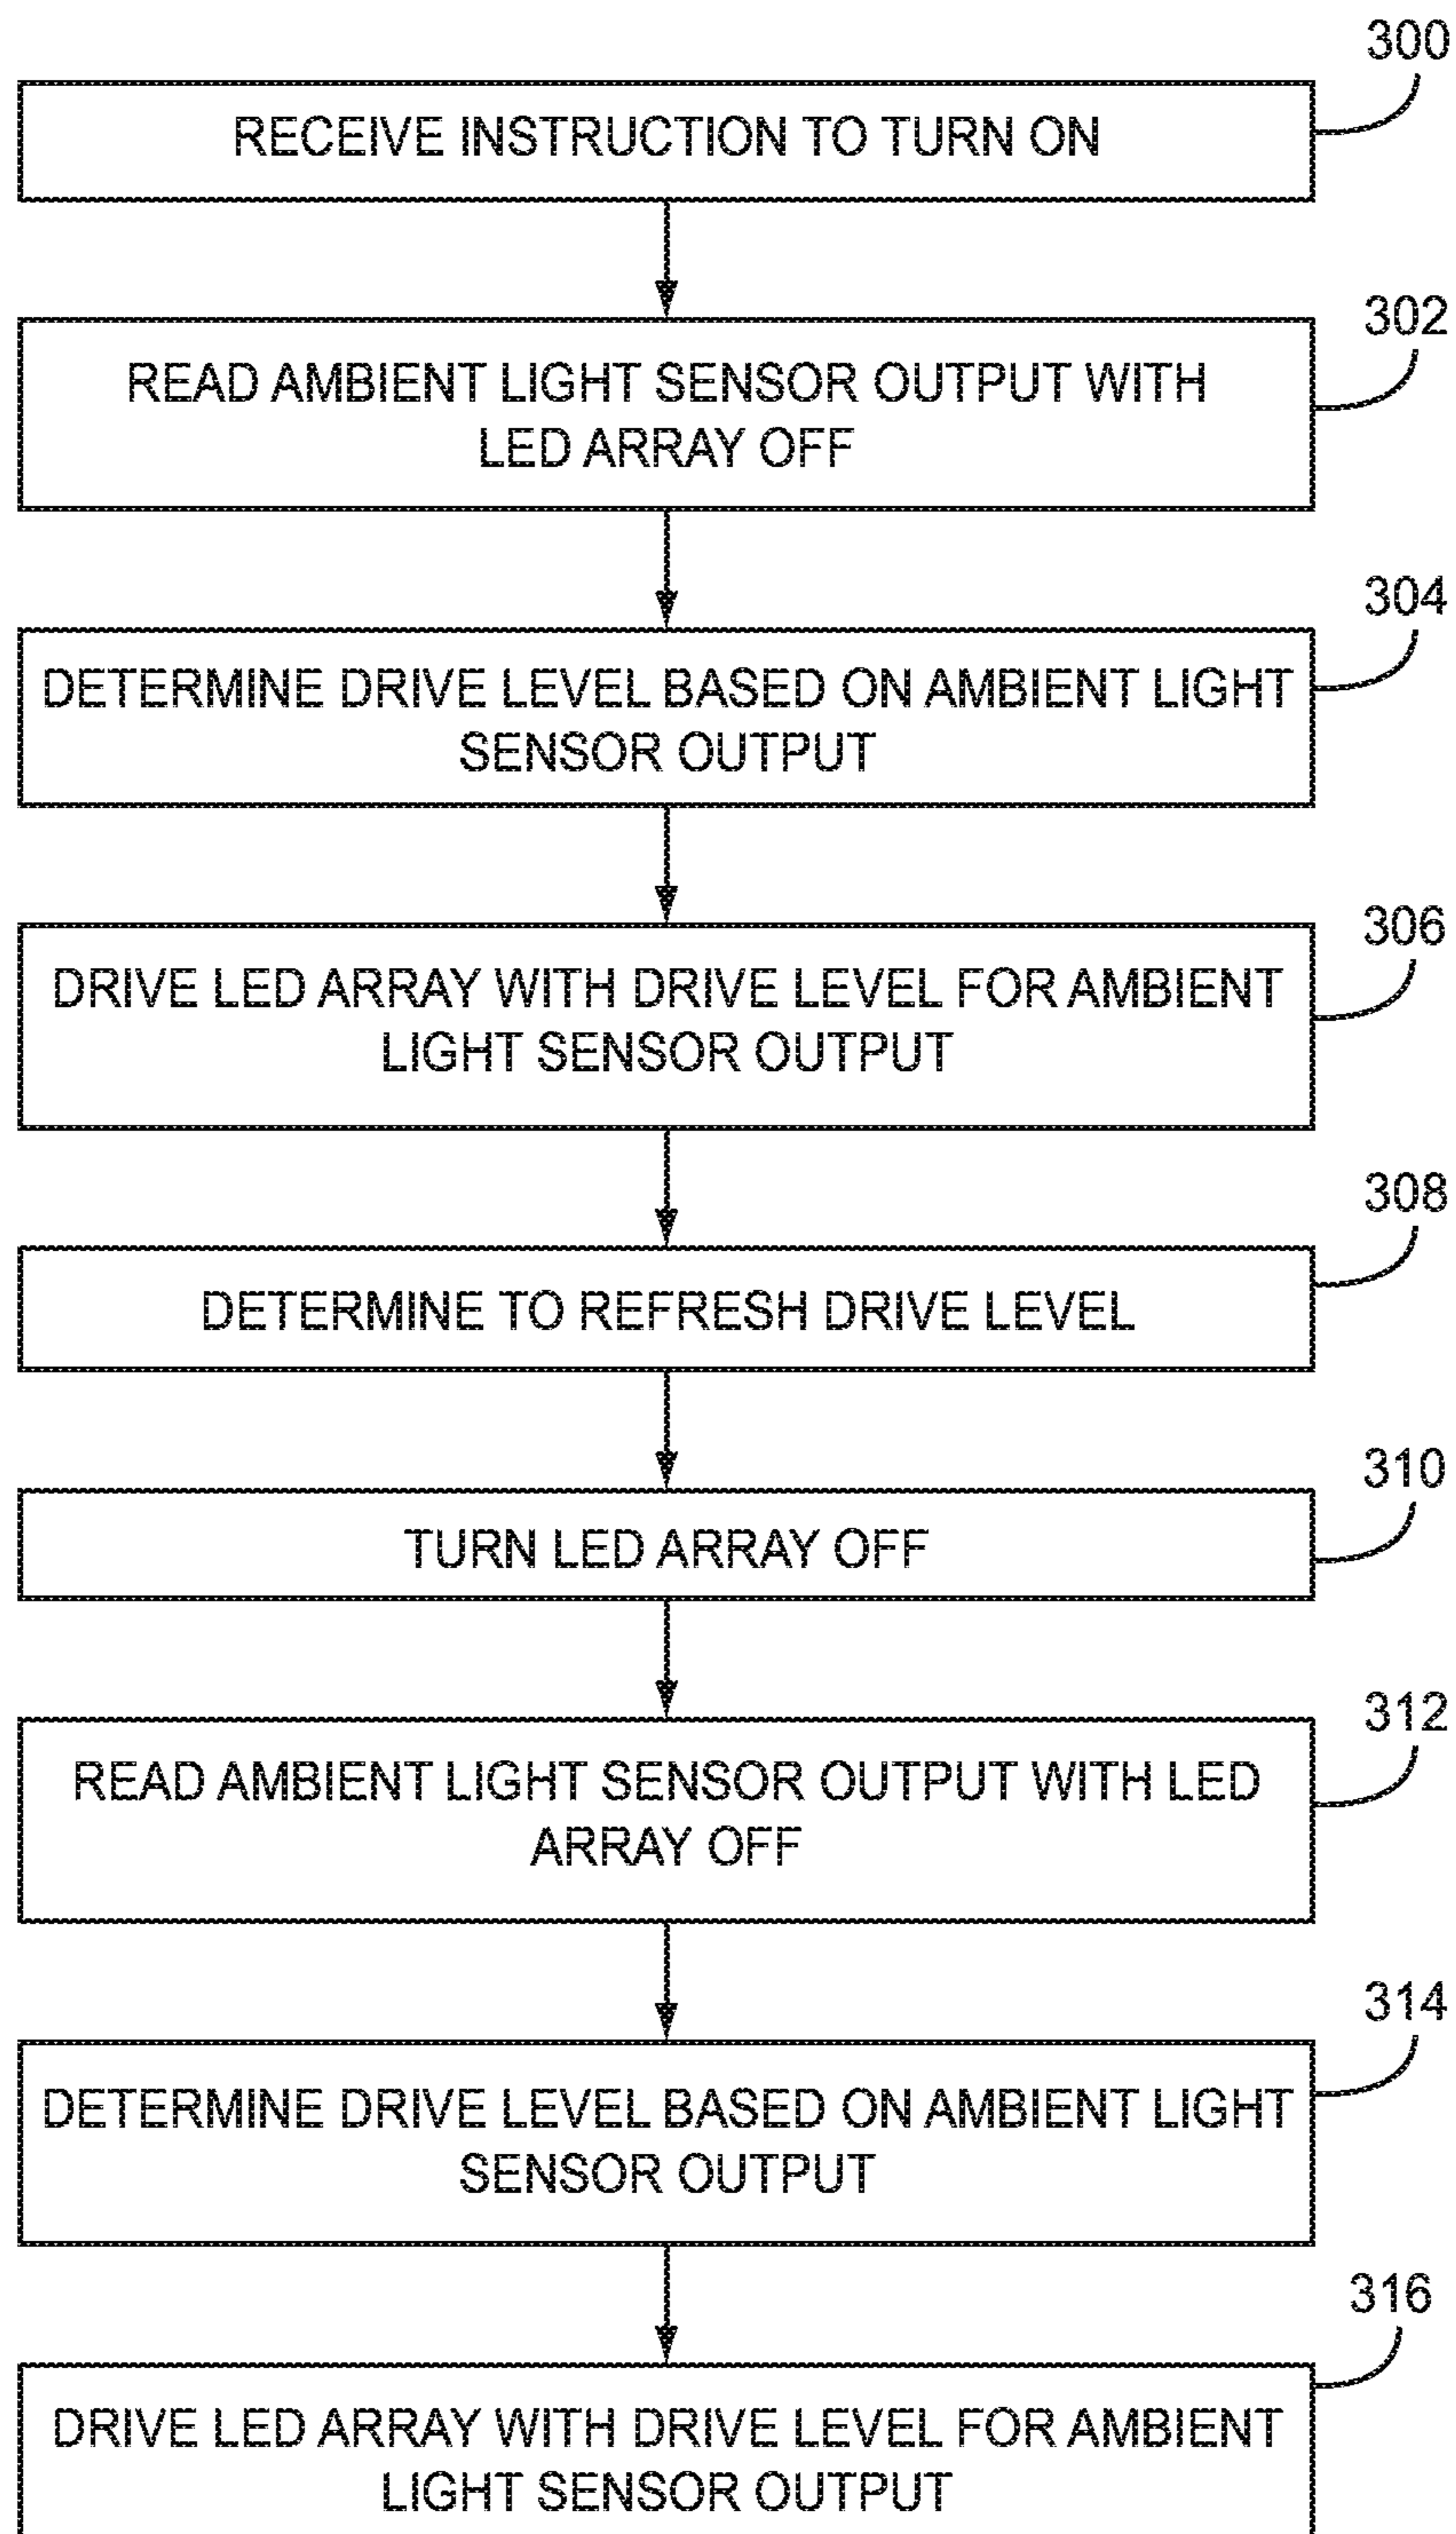 300
RECEIVE INSTRUCTION TO TURN ON
302
READ AMBIENT LIGHT SENSOR OUTPUT WITH
LED ARRAY OFF
304
DETERMINE DRIVE LEVEL BASED ON AMBIENT LIGHT
SENSOR OUTPUT
306
DRIVE LED ARRAY WITH DRIVE LEVEL FOR AMBIENT
LIGHT SENSOR OUTPUT
308
DETERMINE TO REFRESH DRIVE LEVEL
310
TURN LED ARRAY OFF
312
READ AMBIENT LIGHT SENSOR OUTPUT WITH LED
ARRAY OFF
314
DETERMINE DRIVE LEVEL BASED ON AMBIENT LIGHT
SENSOR OUTPUT
316
DRIVE LED ARRAY WITH DRIVE LEVEL FOR AMBIENT
LIGHT SENSOR OUTPUT